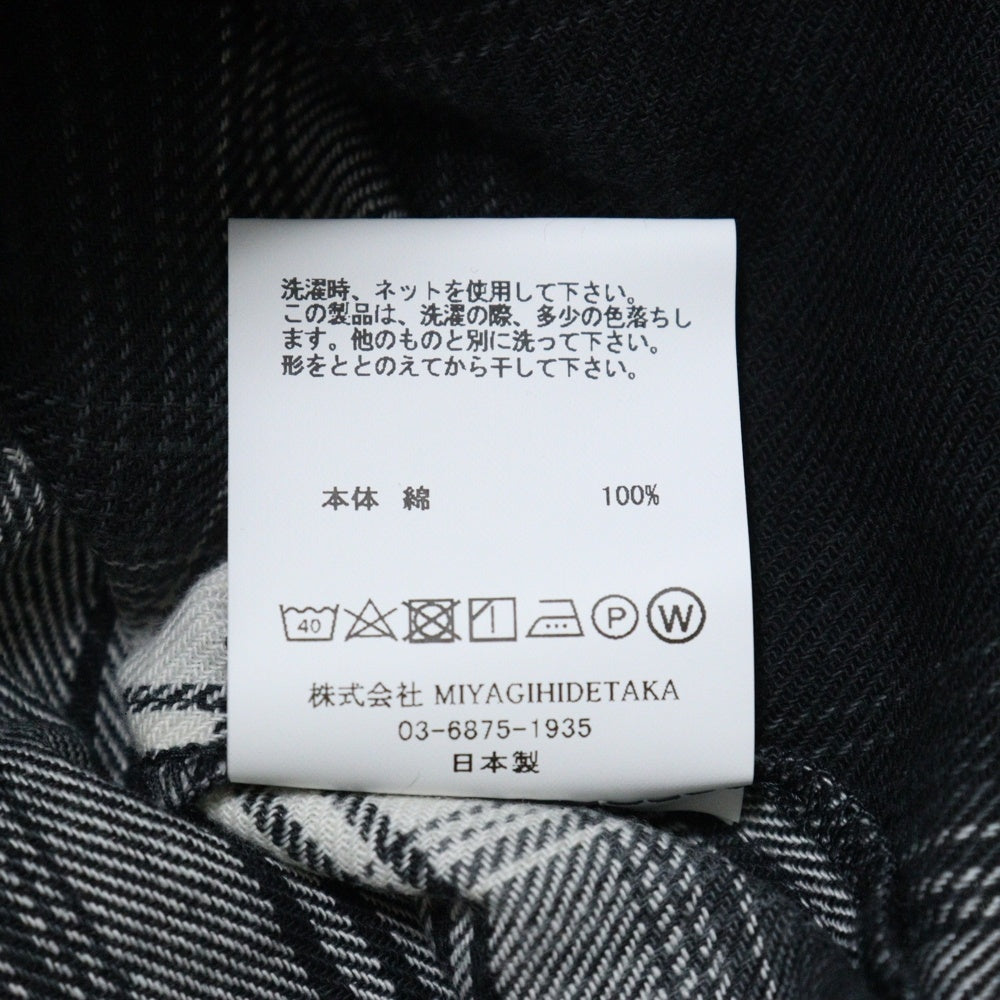 洗濯時、ネットを使用して下さい。
この製品は、洗濯の際、多少の色落ちし
ます。他のものと別に洗って下さい。
形をととのえてから干して下さい。
本体 綿 100%
40 P W
株式会社 MIYAGIHIDETAKA
03-6875-1935
日本製